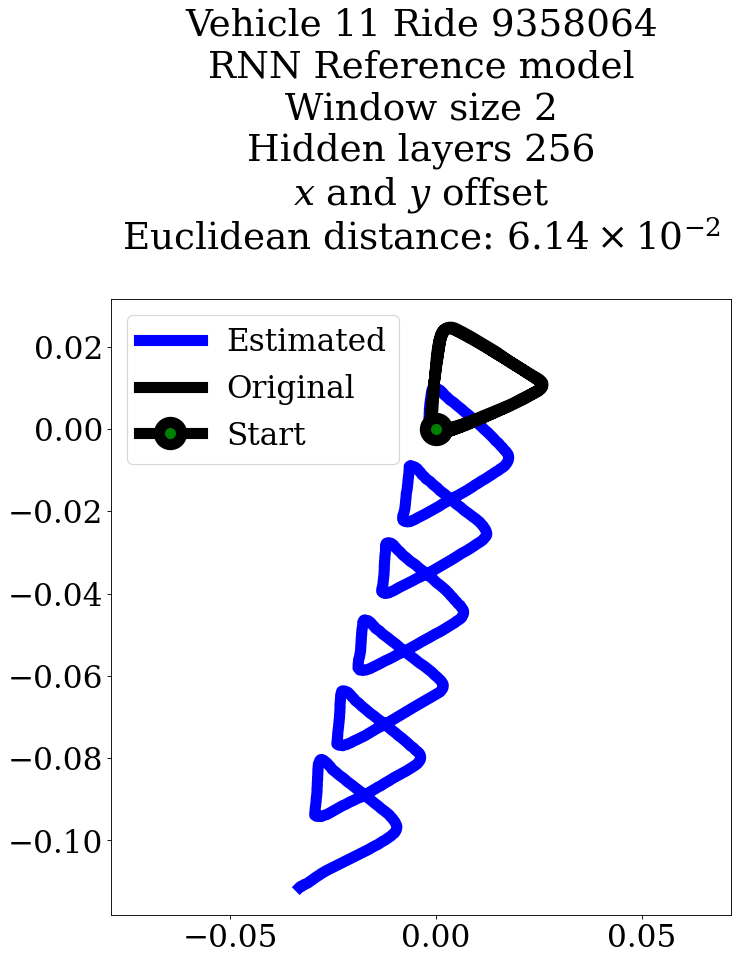 Vehicle 11 Ride 9358064
RNN Reference model
Window size 2
Hidden layers 256
x and y offset
Euclidean distance: 6.14 × 10⁻²
Estimated
Original
Start
0.02
0.00
−0.02
−0.04
−0.06
−0.08
−0.10
−0.05 0.00 0.05